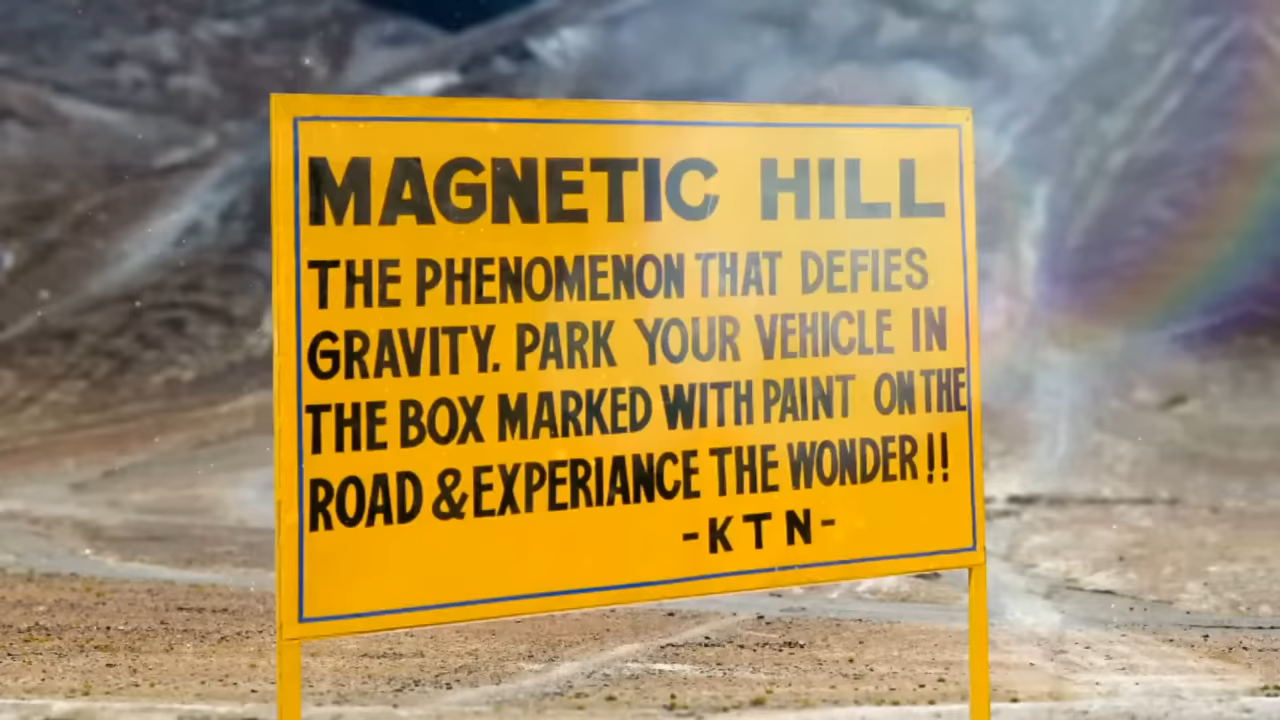 MAGNETIC HILL
THE PHENOMENON THAT DEFIES
GRAVITY. PARK YOUR VEHICLE IN
THE BOX MARKED WITH PAINT ON THE
ROAD & EXPERIANCE THE WONDER !!
-KTN-